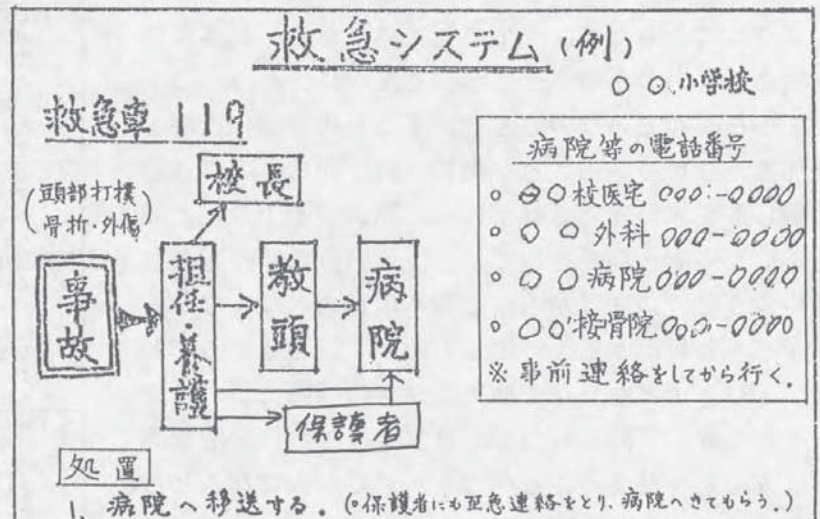 救急システム(例)
○○小学校
救急車 119
(頭部打撲
骨折・外傷)
事故
担任・養護
校長
教頭
病院
保護者
病院等の電話番号
○○校医宅 000-0000
○○外科 000-0000
○○病院 000-0000
○○接骨院 000-0000
※事前連絡をしてから行く.
処置
1. 病院へ移送する.(○保護者にも至急連絡をとり、病院へきてもらう.)